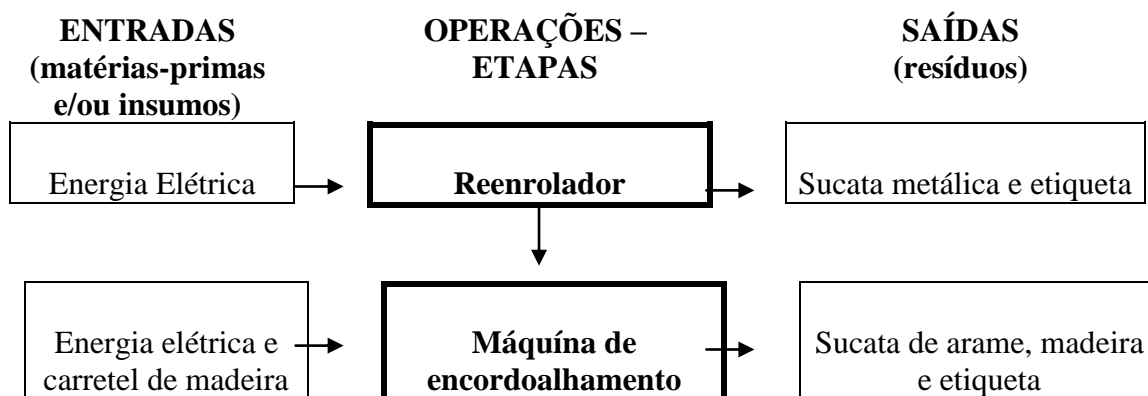 ENTRADAS
(matérias-primas
e/ou insumos)
OPERAÇÕES –
ETAPAS
SAÍDAS
(resíduos)
Energia Elétrica
Reenrolador
Sucata metálica e etiqueta
Energia elétrica e
carretel de madeira
Máquína de
encordoalhamento
Sucata de arame, madeira
e etiqueta